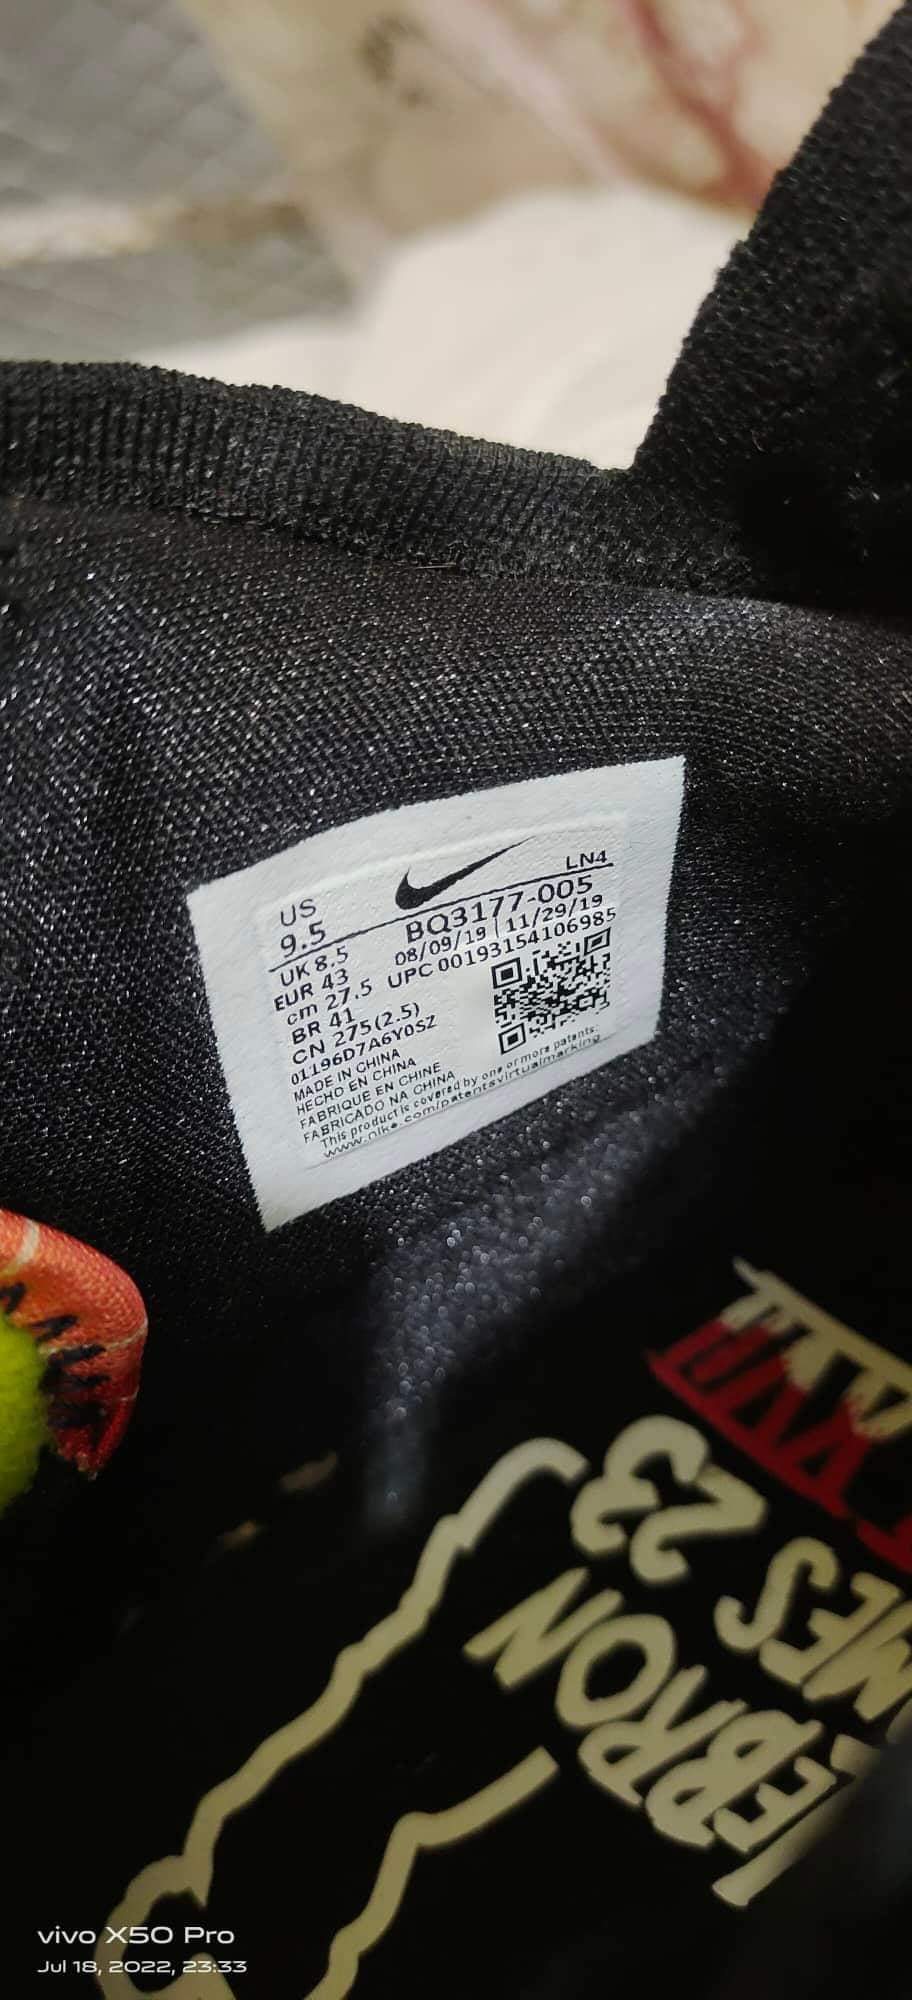 LN4
US
9.5
BQ3177-005
UK 8.5
08/09/19 | 11/29/19
EUR 43
UPC 00193154106985
cm 27.5
BR 41
CN 275(2.5)
01196D7A6Y0SZ
MADE IN CHINA
HECHO EN CHINA
FABRIQUE EN CHINE
FABRICADO NA CHINA
This product is covered by one or more patents:
www.nike.com/patentsvirtualmarking
LEBRON
JAMES 23
vivo X50 Pro
Jul 18, 2022, 23:33